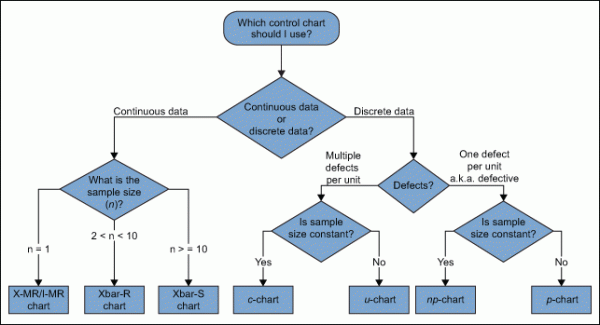 Which control chart
should I use?
Continuous data
or
discrete data?
Continuous data
Discrete data
What is the
sample size
(n)?
Multiple
defects
per unit
Defects?
One defect
per unit
a.k.a. defective
Is sample
size constant?
Is sample
size constant?
n = 1
2 < n < 10
n > = 10
Yes
No
Yes
No
X-MR/I-MR
chart
Xbar-R
chart
Xbar-S
chart
c-chart
u-chart
np-chart
p-chart